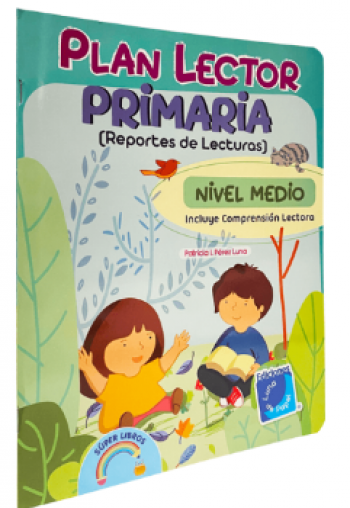 PLAN LECTOR
PRIMARIA
(Reportes de Lecturas)
NIVEL MEDIO
Incluye Comprensión Lectora
Patricia I. Pérez Luna
Ediciones
SÚPER LIBROS